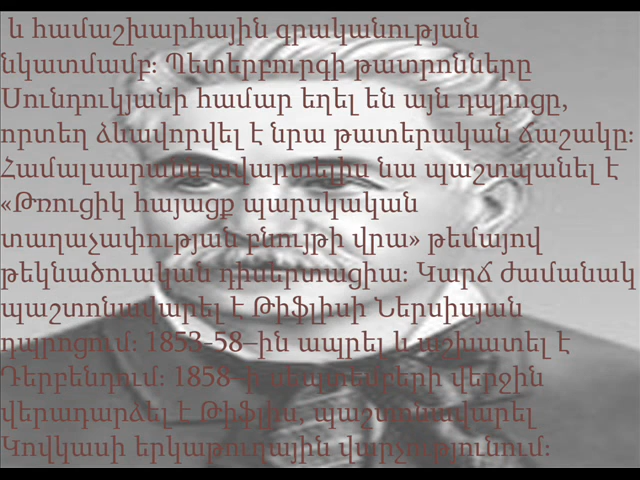 և համաշխարհային գրականության
նկատմամբ: Պետերբուրգի թատրոնները
Սունդուկյանի համար եղել են այն դպրոցը,
որտեղ ձևավորվել է նրա թատերական ճաշակը:
Համալսարանն ավարտելիս նա պաշտպանել է
«Թռուցիկ հայացք պարսկական
տաղաչափության բնույթի վրա» թեմայով
թեկնածուական դիսերտացիա: Կարճ ժամանակ
պաշտոնավարել է Թիֆլիսի Ներսիսյան
դպրոցում: 1853-58–ին ապրել և աշխատել է
Դերբենդում: 1858-ի սեպտեմբերի վերջին
վերադարձել է Թիֆլիս, պաշտոնավարել
Կովկասի երկաթուղային վարչությունում: